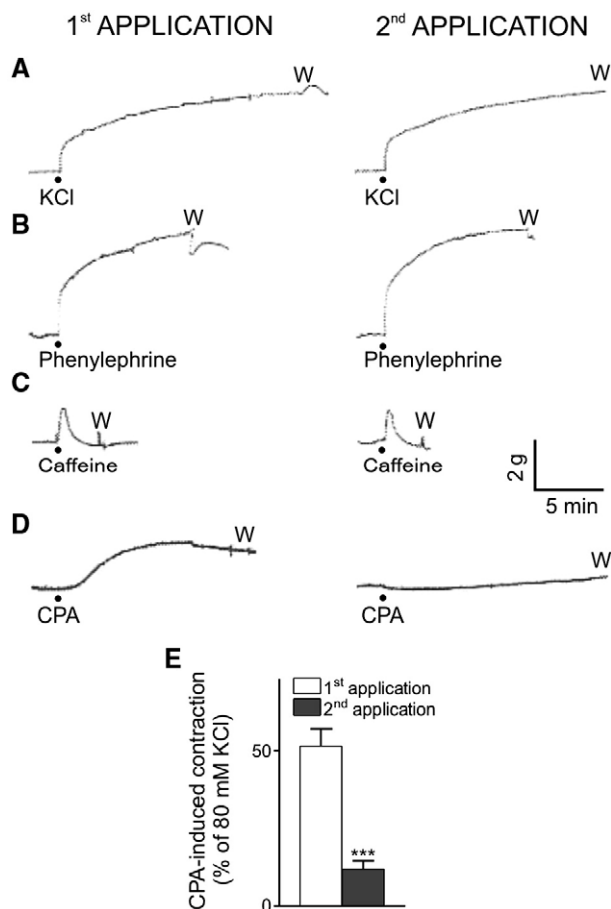 1st APPLICATION 2nd APPLICATION
A W W
KCl KCl
B W W
Phenylephrine Phenylephrine
C W W
Caffeine Caffeine
2 g
5 min
D W W
CPA CPA
E
1st application
2nd application
CPA-induced contraction
(% of 80 mM KCl)
50
***
0